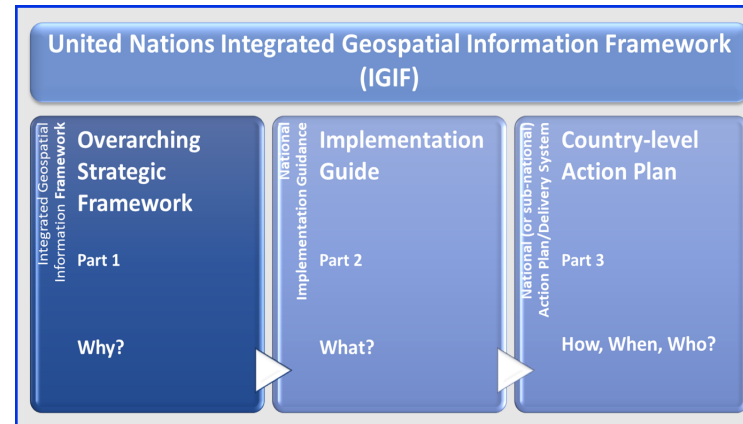 United Nations Integrated Geospatial Information Framework
(IGIF)
Integrated Geospatial
Information Framework
Overarching
Strategic
Framework
Part 1
Why?
National
Implementation Guidance
Implementation
Guide
Part 2
What?
National (or sub-national)
Action Plan/Delivery System
Country-level
Action Plan
Part 3
How, When, Who?